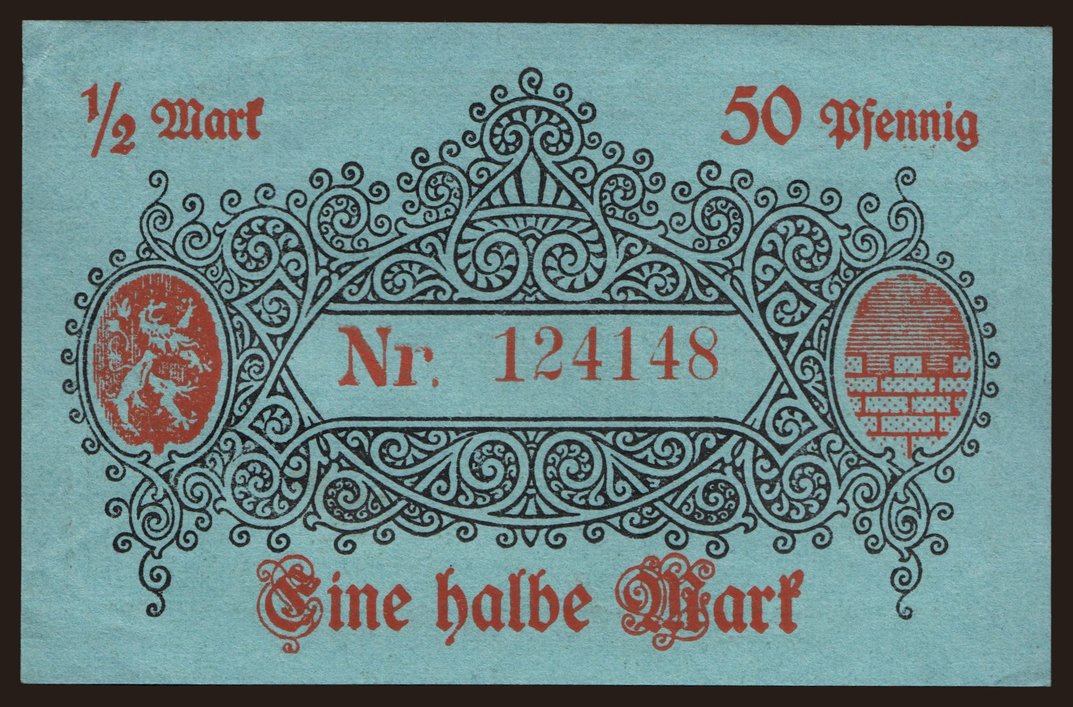 ½ Mark
50 Pfennig
Nr. 124148
Eine halbe Mark